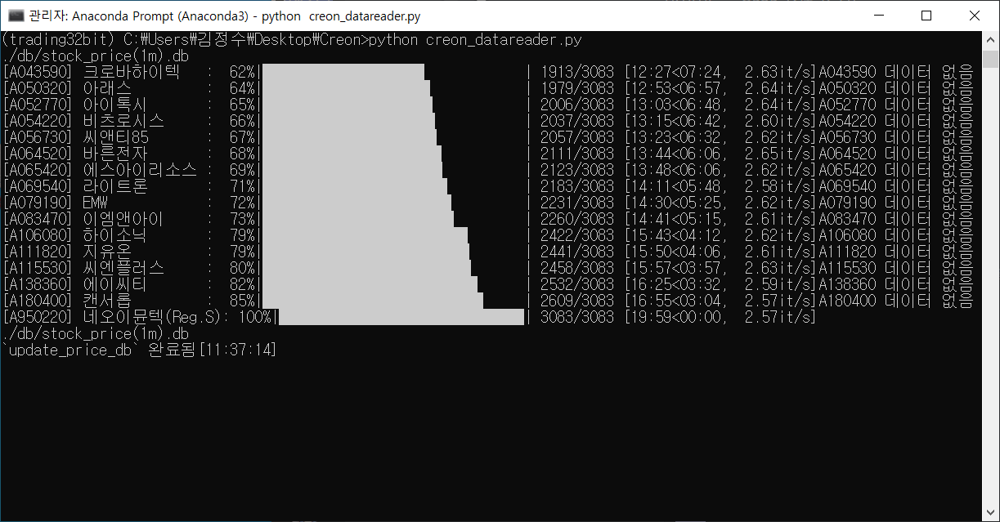 관리자: Anaconda Prompt (Anaconda3) - python  creon_datareader.py
(trading32bit) C:\Users\김정수\Desktop\Creon>python creon_datareader.py
./db/stock_price(1m).db
[A043590] 크로바하이텍   :  62%| | 1913/3083 [12:27<07:24,  2.63it/s]A043590 데이터 없음
[A050320] 아래스         :  64%| | 1979/3083 [12:53<06:57,  2.64it/s]A050320 데이터 없음
[A052770] 아이톡시       :  65%| | 2006/3083 [13:03<06:48,  2.64it/s]A052770 데이터 없음
[A054220] 비츠로시스     :  66%| | 2037/3083 [13:15<06:42,  2.60it/s]A054220 데이터 없음
[A056730] 씨앤티85       :  67%| | 2057/3083 [13:23<06:32,  2.62it/s]A056730 데이터 없음
[A064520] 바른전자       :  68%| | 2111/3083 [13:44<06:06,  2.65it/s]A064520 데이터 없음
[A065420] 에스아이리소스 :  69%| | 2123/3083 [13:48<06:06,  2.62it/s]A065420 데이터 없음
[A069540] 라이트론       :  71%| | 2183/3083 [14:11<05:48,  2.58it/s]A069540 데이터 없음
[A079190] EMW            :  72%| | 2231/3083 [14:30<05:25,  2.62it/s]A079190 데이터 없음
[A083470] 이엠앤아이     :  73%| | 2260/3083 [14:41<05:15,  2.61it/s]A083470 데이터 없음
[A106080] 하이소닉       :  79%| | 2422/3083 [15:43<04:12,  2.62it/s]A106080 데이터 없음
[A111820] 지유온         :  79%| | 2441/3083 [15:50<04:06,  2.61it/s]A111820 데이터 없음
[A115530] 씨엔플러스     :  80%| | 2458/3083 [15:57<03:57,  2.63it/s]A115530 데이터 없음
[A138360] 에이씨티       :  82%| | 2532/3083 [16:25<03:32,  2.59it/s]A138360 데이터 없음
[A180400] 캔서롭         :  85%| | 2609/3083 [16:55<03:04,  2.57it/s]A180400 데이터 없음
[A950220] 네오이뮨텍(Reg.S): 100%| | 3083/3083 [19:59<00:00,  2.57it/s]
./db/stock_price(1m).db
`update_price_db` 완료됨[11:37:14]